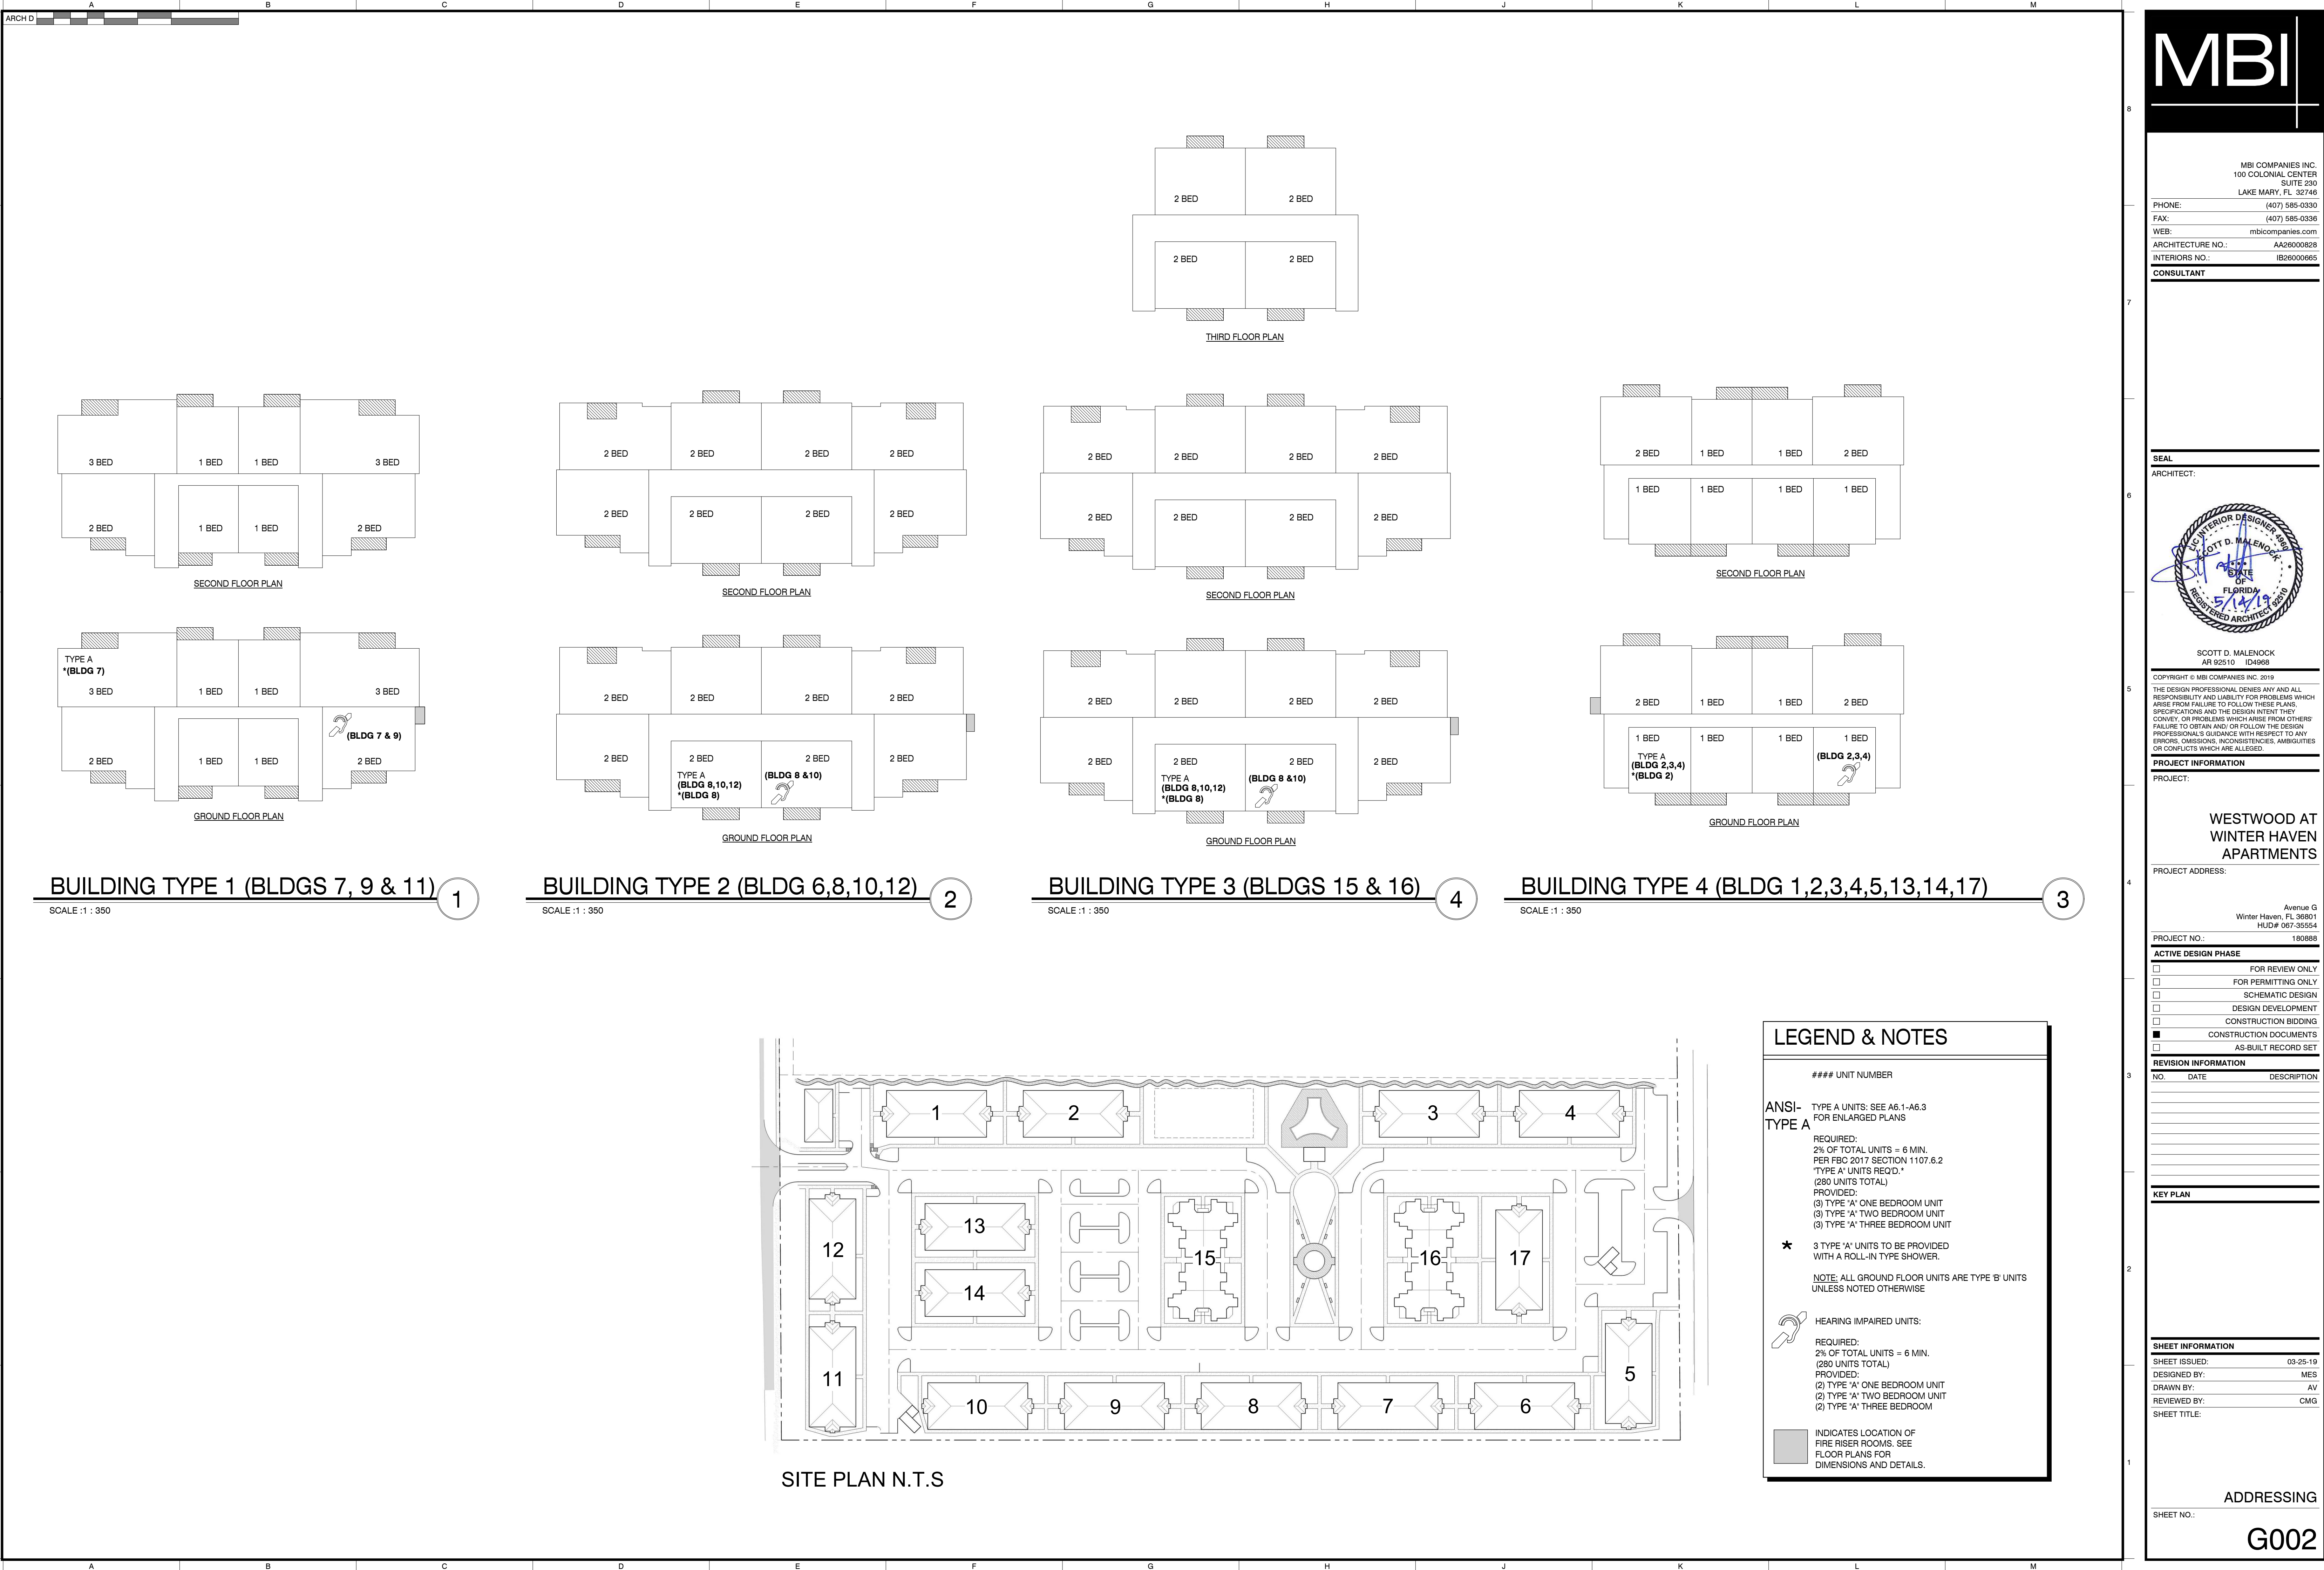 A B C D E F G H J K L M
ARCH D
8
7
6
5
4
3
2
1
2 BED 2 BED
2 BED 2 BED
THIRD FLOOR PLAN
3 BED 1 BED 1 BED 3 BED
2 BED 1 BED 1 BED 2 BED
SECOND FLOOR PLAN
TYPE A
*(BLDG 7)
3 BED 1 BED 1 BED 3 BED
(BLDG 7 & 9)
2 BED 1 BED 1 BED 2 BED
GROUND FLOOR PLAN
BUILDING TYPE 1 (BLDGS 7, 9 & 11) 1
SCALE :1 : 350
2 BED 2 BED 2 BED 2 BED
2 BED 2 BED 2 BED 2 BED
SECOND FLOOR PLAN
2 BED 2 BED 2 BED 2 BED
2 BED 2 BED 2 BED 2 BED
TYPE A
(BLDG 8,10,12)
*(BLDG 8)
(BLDG 8 &10)
GROUND FLOOR PLAN
BUILDING TYPE 2 (BLDG 6,8,10,12) 2
SCALE :1 : 350
2 BED 2 BED 2 BED 2 BED
2 BED 2 BED 2 BED 2 BED
SECOND FLOOR PLAN
2 BED 2 BED 2 BED 2 BED
2 BED 2 BED 2 BED 2 BED
TYPE A
(BLDG 8,10,12)
*(BLDG 8)
(BLDG 8 &10)
GROUND FLOOR PLAN
BUILDING TYPE 3 (BLDGS 15 & 16) 4
SCALE :1 : 350
2 BED 1 BED 1 BED 2 BED
1 BED 1 BED 1 BED 1 BED
SECOND FLOOR PLAN
2 BED 1 BED 1 BED 2 BED
1 BED 1 BED 1 BED 1 BED
TYPE A
(BLDG 2,3,4)
*(BLDG 2)
(BLDG 2,3,4)
GROUND FLOOR PLAN
BUILDING TYPE 4 (BLDG 1,2,3,4,5,13,14,17) 3
SCALE :1 : 350
1 2 3 4
12 13 14 15 16 17
11 10 9 8 7 6 5
SITE PLAN N.T.S
LEGEND & NOTES
#### UNIT NUMBER
ANSI-
TYPE A
TYPE A UNITS: SEE A6.1-A6.3
FOR ENLARGED PLANS
REQUIRED:
2% OF TOTAL UNITS = 6 MIN.
PER FBC 2017 SECTION 1107.6.2
"TYPE A" UNITS REQ'D.*
(280 UNITS TOTAL)
PROVIDED:
(3) TYPE "A" ONE BEDROOM UNIT
(3) TYPE "A" TWO BEDROOM UNIT
(3) TYPE "A" THREE BEDROOM UNIT
* 3 TYPE "A" UNITS TO BE PROVIDED
WITH A ROLL-IN TYPE SHOWER.
NOTE: ALL GROUND FLOOR UNITS ARE TYPE 'B' UNITS
UNLESS NOTED OTHERWISE
HEARING IMPAIRED UNITS:
REQUIRED:
2% OF TOTAL UNITS = 6 MIN.
(280 UNITS TOTAL)
PROVIDED:
(2) TYPE "A" ONE BEDROOM UNIT
(2) TYPE "A" TWO BEDROOM UNIT
(2) TYPE "A" THREE BEDROOM
INDICATES LOCATION OF
FIRE RISER ROOMS. SEE
FLOOR PLANS FOR
DIMENSIONS AND DETAILS.
A B C D E F G H J K L M
MBI
MBI COMPANIES INC.
100 COLONIAL CENTER
SUITE 230
LAKE MARY, FL 32746
PHONE: (407) 585-0330
FAX: (407) 585-0336
WEB: mbicompanies.com
ARCHITECTURE NO.: AA26000828
INTERIORS NO.: IB26000665
CONSULTANT
SEAL
ARCHITECT:
LIC INTERIOR DESIGNER 4968
SCOTT D. MALENOCK
STATE
OF
FLORIDA
5/14/19
REGISTERED ARCHITECT 92510
SCOTT D. MALENOCK
AR 92510 ID4968
COPYRIGHT © MBI COMPANIES INC. 2019
THE DESIGN PROFESSIONAL DENIES ANY AND ALL
RESPONSIBILITY AND LIABILITY FOR PROBLEMS WHICH
ARISE FROM FAILURE TO FOLLOW THESE PLANS,
SPECIFICATIONS AND THE DESIGN INTENT THEY
CONVEY, OR PROBLEMS WHICH ARISE FROM OTHERS'
FAILURE TO OBTAIN AND/ OR FOLLOW THE DESIGN
PROFESSIONAL'S GUIDANCE WITH RESPECT TO ANY
ERRORS, OMISSIONS, INCONSISTENCIES, AMBIGUITIES
OR CONFLICTS WHICH ARE ALLEGED.
PROJECT INFORMATION
PROJECT:
WESTWOOD AT
WINTER HAVEN
APARTMENTS
PROJECT ADDRESS:
Avenue G
Winter Haven, FL 36801
HUD# 067-35554
PROJECT NO.: 180888
ACTIVE DESIGN PHASE
FOR REVIEW ONLY
FOR PERMITTING ONLY
SCHEMATIC DESIGN
DESIGN DEVELOPMENT
CONSTRUCTION BIDDING
CONSTRUCTION DOCUMENTS
AS-BUILT RECORD SET
REVISION INFORMATION
NO. DATE DESCRIPTION
KEY PLAN
SHEET INFORMATION
SHEET ISSUED: 03-25-19
DESIGNED BY: MES
DRAWN BY: AV
REVIEWED BY: CMG
SHEET TITLE:
ADDRESSING
SHEET NO.:
G002